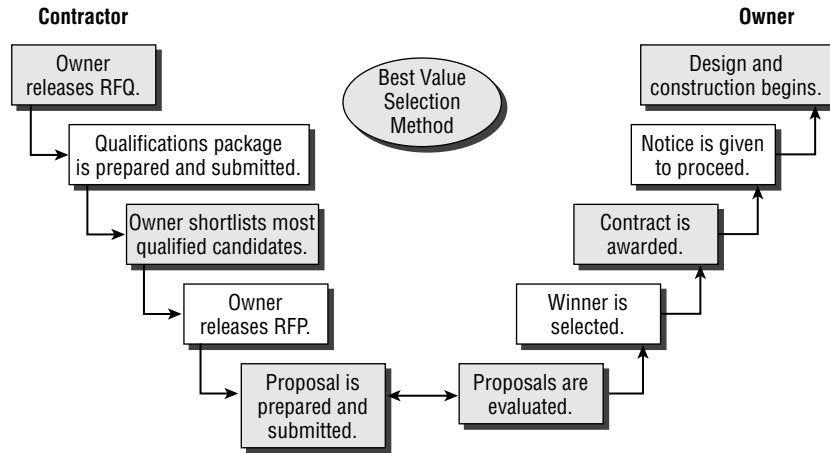 Contractor
Owner
Owner
releases RFQ.
Qualifications package
is prepared and submitted.
Owner shortlists most
qualified candidates.
Owner
releases RFP.
Proposal is
prepared and
submitted.
Best Value
Selection
Method
Proposals are
evaluated.
Winner is
selected.
Contract is
awarded.
Notice is given
to proceed.
Design and
construction begins.